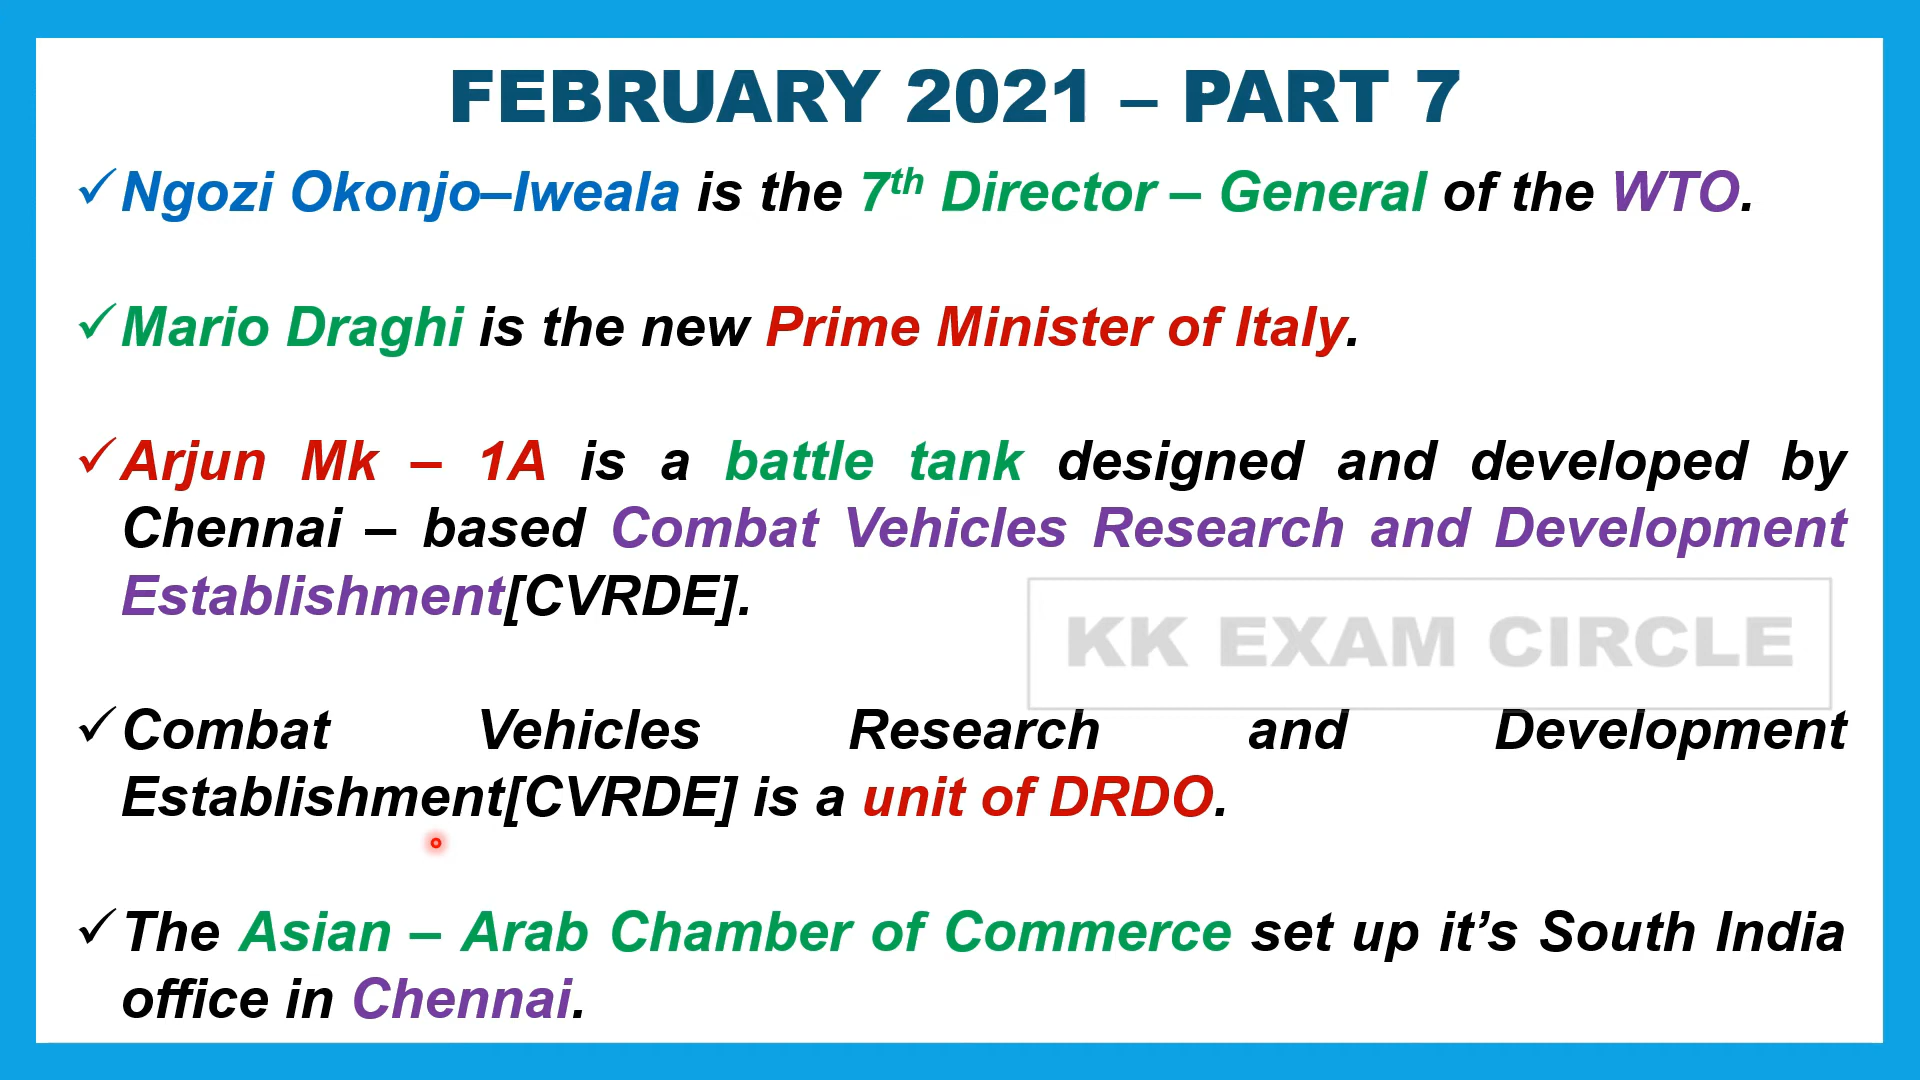 FEBRUARY 2021 – PART 7
✓Ngozi Okonjo–Iweala is the 7th Director – General of the WTO.
✓Mario Draghi is the new Prime Minister of Italy.
✓Arjun Mk – 1A is a battle tank designed and developed by
Chennai – based Combat Vehicles Research and Development
Establishment[CVRDE].
KK EXAM CIRCLE
✓Combat Vehicles Research and Development
Establishment[CVRDE] is a unit of DRDO.
✓The Asian – Arab Chamber of Commerce set up it’s South India
office in Chennai.